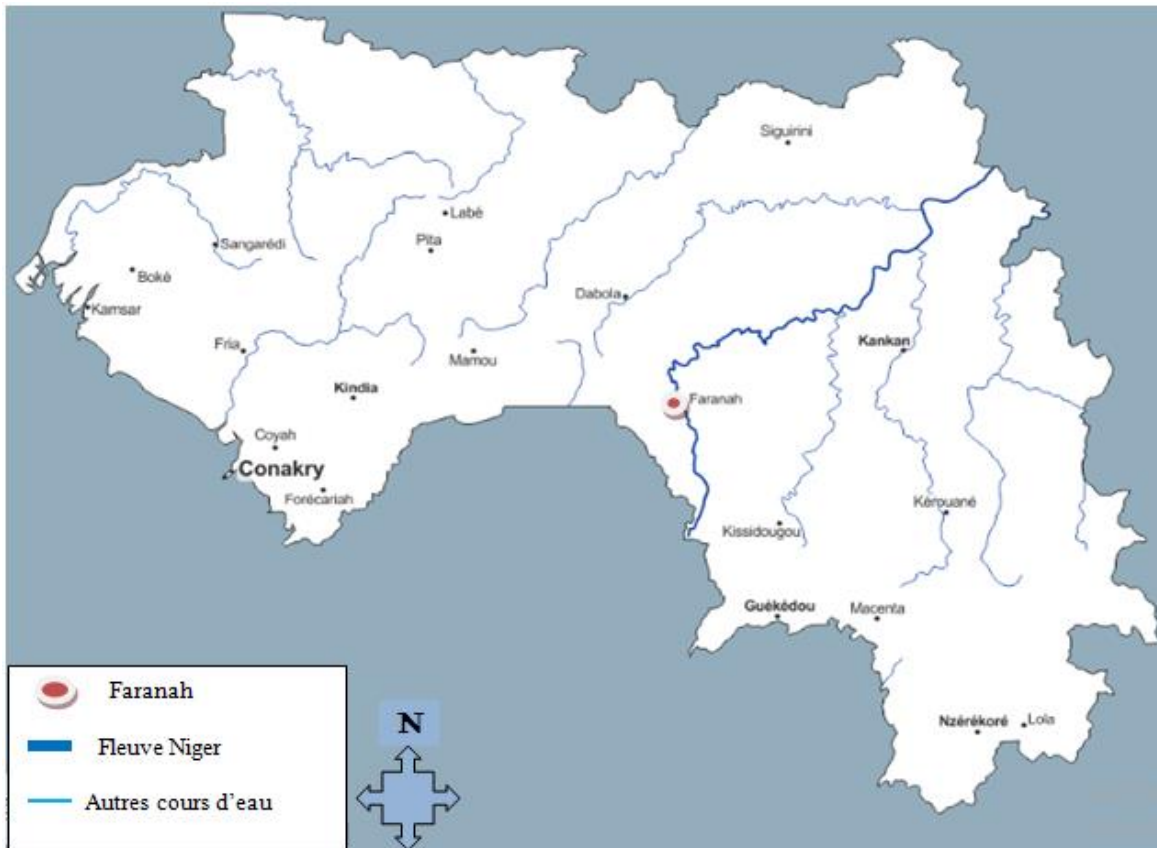 Siguirini
Labé
Pita
Sangarédi
Boké
Kamsar
Dabola
Fria
Mamou
Kankan
Kindia
Faranah
Coyah
Conakry
Forécariah
Kérouané
Kissidougou
Guékédou
Macenta
Nzérékoré
Lola
Faranah
Fleuve Niger
Autres cours d'eau
N